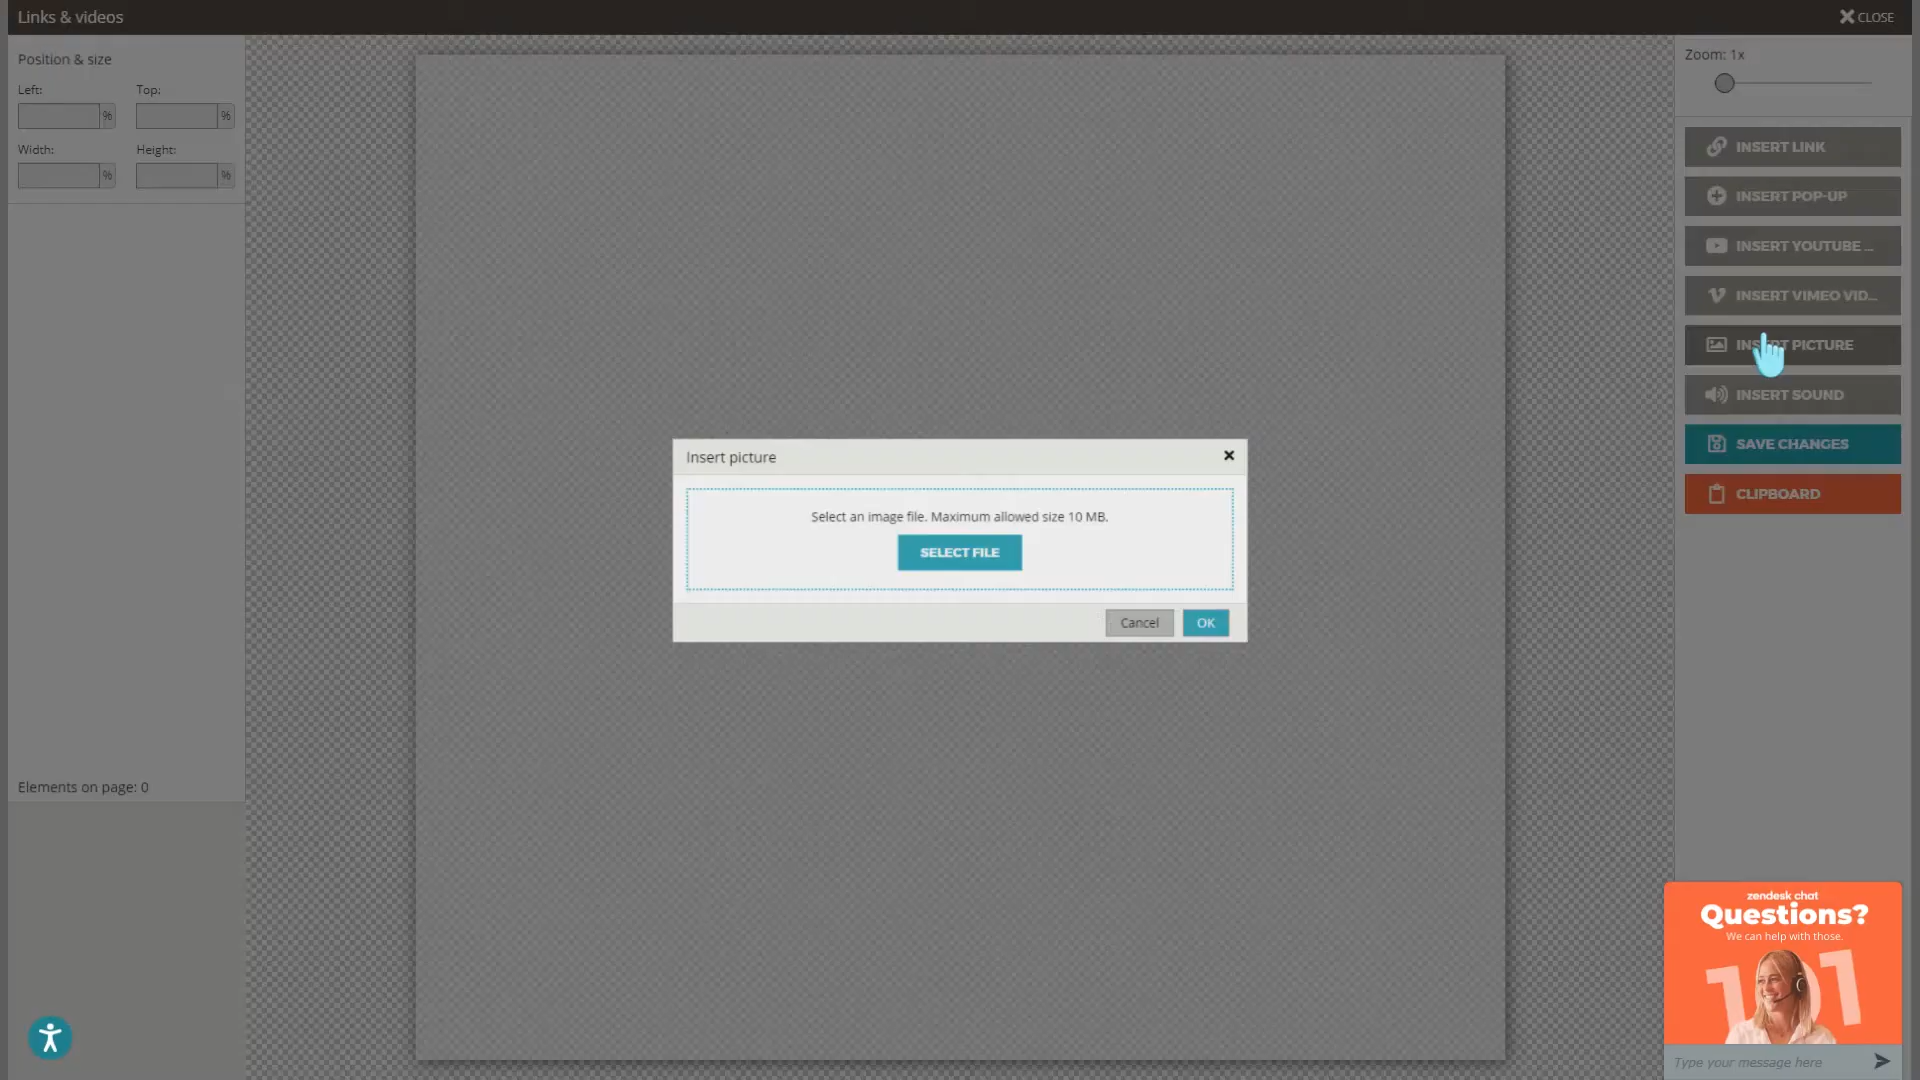 Links & videos
CLOSE
Position & size
Left:
Top:
%
%
Width:
Height:
%
%
Elements on page: 0
Zoom: 1x
INSERT LINK
INSERT POP-UP
INSERT YOUTUBE ...
INSERT VIMEO VID...
INSERT PICTURE
INSERT SOUND
SAVE CHANGES
CLIPBOARD
Insert picture
Select an image file. Maximum allowed size 10 MB.
SELECT FILE
Cancel
OK
zendesk chat
Questions?
We can help with those.
101
Type your message here